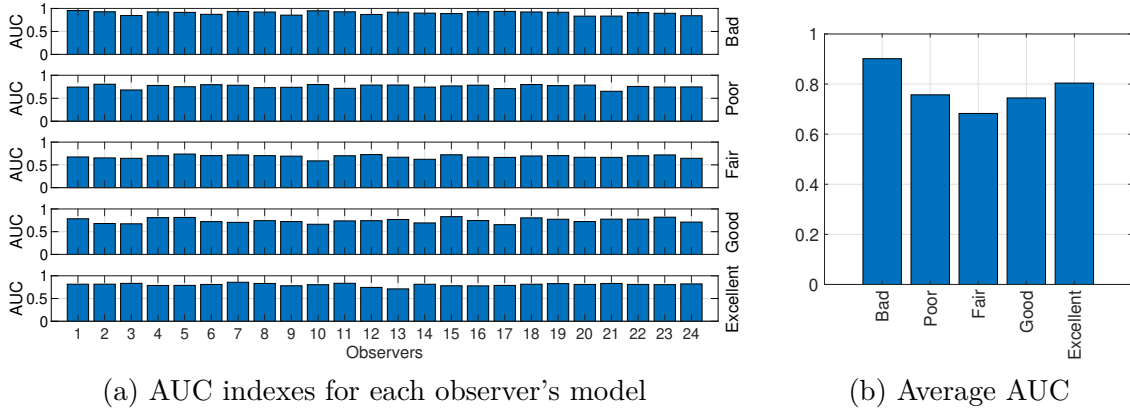 1
0.5
0
AUC
Bad
1
0.5
0
AUC
Poor
1
0.5
0
AUC
Fair
1
0.5
0
AUC
Good
1
0.5
0
AUC
Excellent
1 2 3 4 5 6 7 8 9 10 11 12 13 14 15 16 17 18 19 20 21 22 23 24
Observers
(a) AUC indexes for each observer's model
1
0.8
0.6
0.4
0.2
0
Bad
Poor
Fair
Good
Excellent
(b) Average AUC